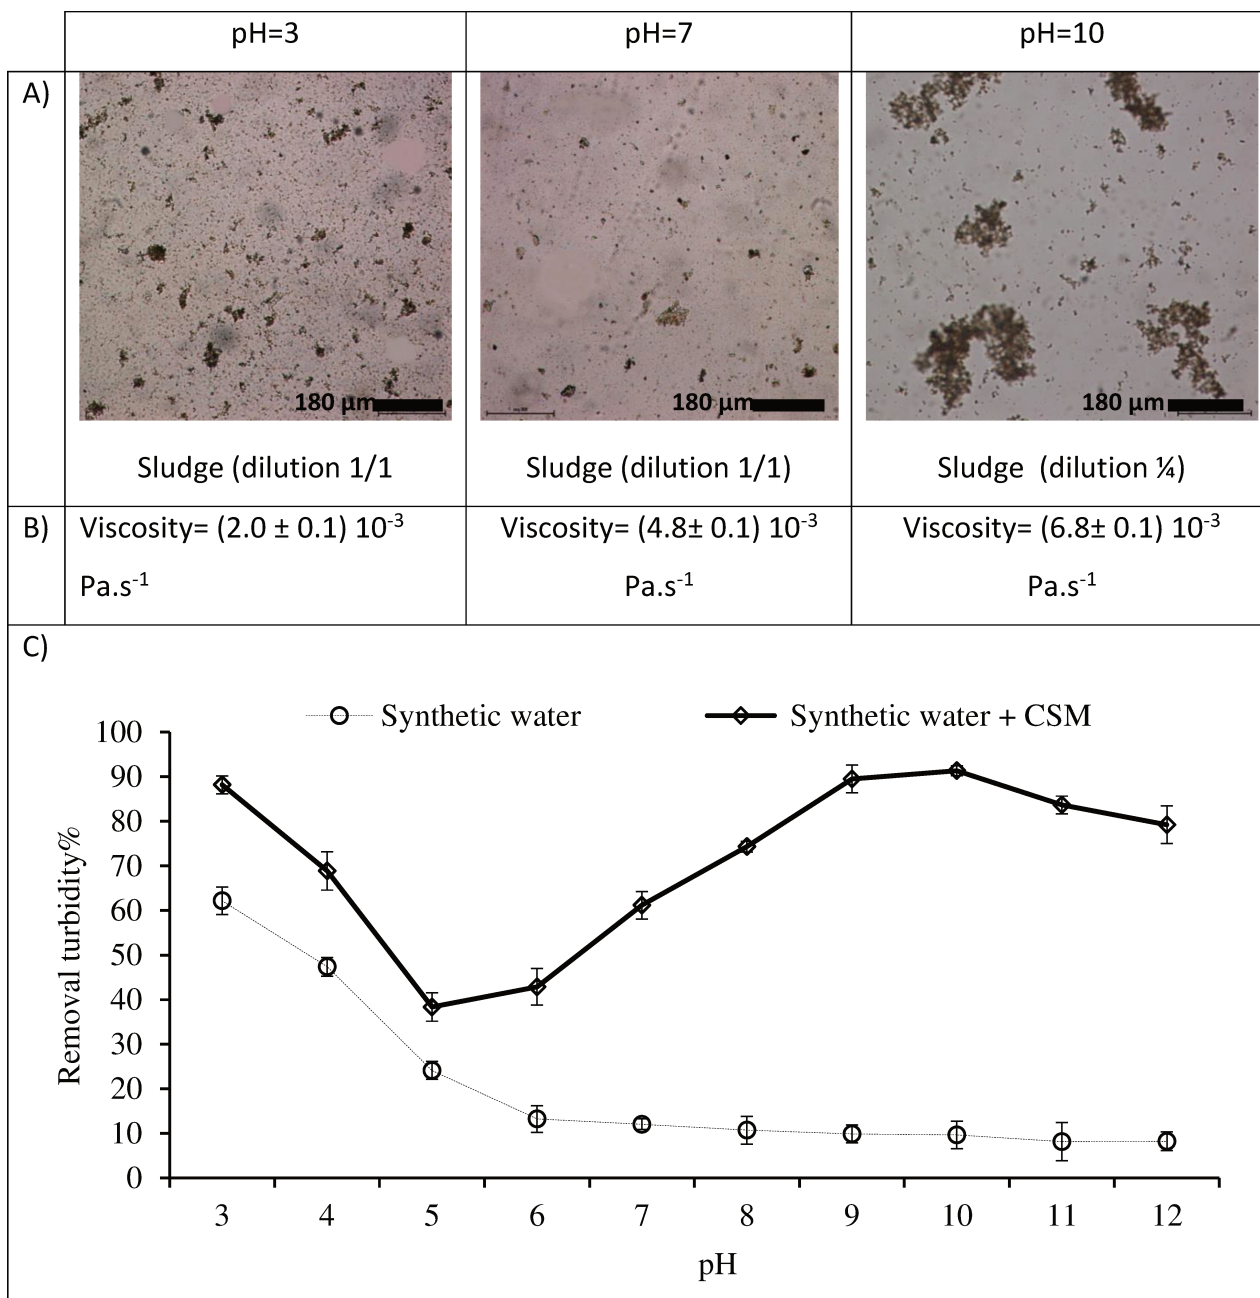 pH=3 pH=7 pH=10
A)
180 µm 180 µm 180 µm
Sludge (dilution 1/1 Sludge (dilution 1/1) Sludge (dilution ¼)
B) Viscosity= (2.0 ± 0.1) 10⁻³ Viscosity= (4.8± 0.1) 10⁻³ Viscosity= (6.8± 0.1) 10⁻³
Pa.s⁻¹ Pa.s⁻¹ Pa.s⁻¹
C)
Synthetic water Synthetic water + CSM
100
90
80
70
60
50
40
30
20
10
0
Removal turbidity%
3 4 5 6 7 8 9 10 11 12
pH